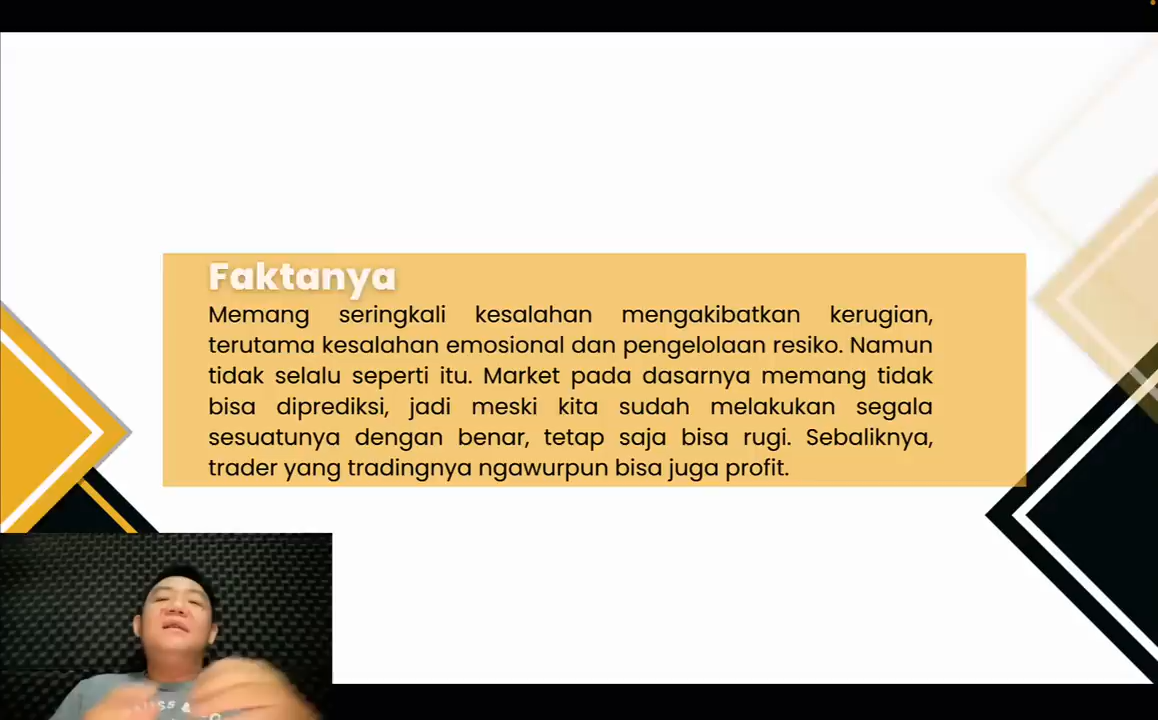 Faktanya
Memang seringkali kesalahan mengakibatkan kerugian,
terutama kesalahan emosional dan pengelolaan resiko. Namun
tidak selalu seperti itu. Market pada dasarnya memang tidak
bisa diprediksi, jadi meski kita sudah melakukan segala
sesuatunya dengan benar, tetap saja bisa rugi. Sebaliknya,
trader yang tradingnya ngawurpun bisa juga profit.